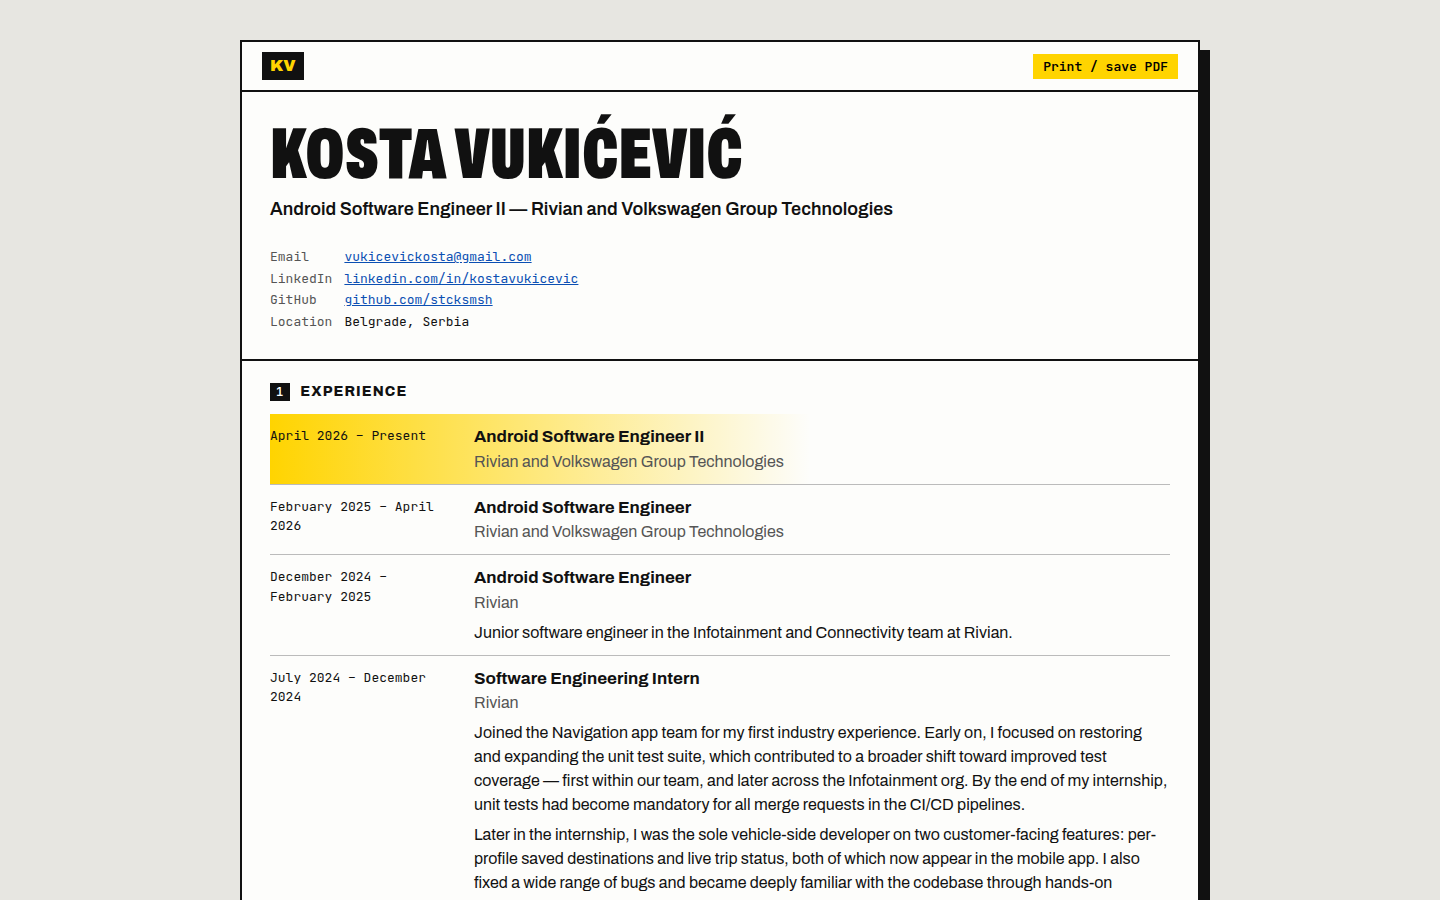 KV
Print / save PDF
KOSTA VUKIĆEVIĆ
Android Software Engineer II — Rivian and Volkswagen Group Technologies
Email vukicevickosta@gmail.com
LinkedIn linkedin.com/in/kostavukicevic
GitHub github.com/stcksmsh
Location Belgrade, Serbia
1 EXPERIENCE
April 2026 – Present
Android Software Engineer II
Rivian and Volkswagen Group Technologies
February 2025 – April
2026
Android Software Engineer
Rivian and Volkswagen Group Technologies
December 2024 –
February 2025
Android Software Engineer
Rivian
Junior software engineer in the Infotainment and Connectivity team at Rivian.
July 2024 – December
2024
Software Engineering Intern
Rivian
Joined the Navigation app team for my first industry experience. Early on, I focused on restoring
and expanding the unit test suite, which contributed to a broader shift toward improved test
coverage — first within our team, and later across the Infotainment org. By the end of my internship,
unit tests had become mandatory for all merge requests in the CI/CD pipelines.
Later in the internship, I was the sole vehicle-side developer on two customer-facing features: per-
profile saved destinations and live trip status, both of which now appear in the mobile app. I also
fixed a wide range of bugs and became deeply familiar with the codebase through hands-on